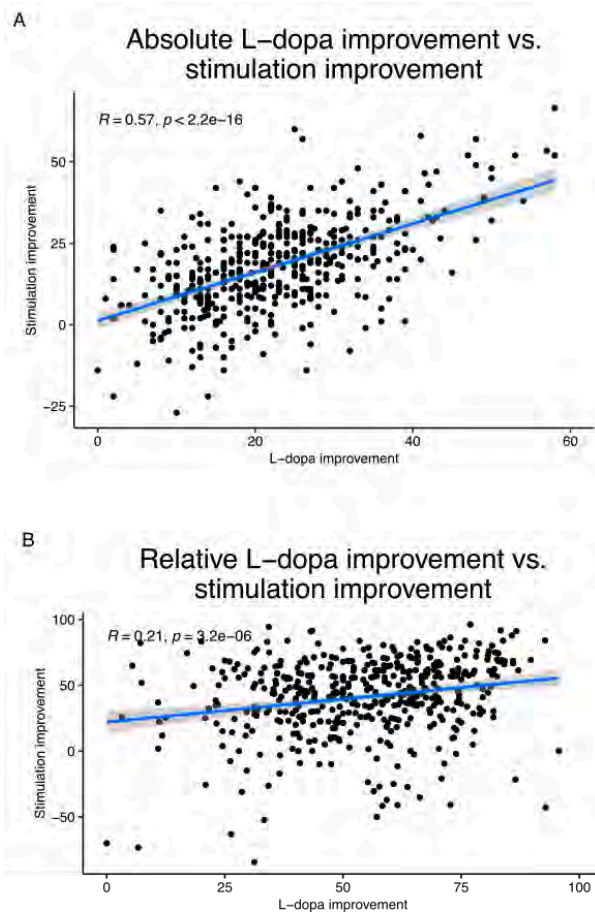 A
Absolute L−dopa improvement vs.
stimulation improvement
R = 0.57, p < 2.2e−16
50
25
0
−25
Stimulation improvement
0 20 40 60
L−dopa improvement
B
Relative L−dopa improvement vs.
stimulation improvement
R = 0.21, p = 3.2e−06
100
50
0
−50
Stimulation improvement
0 25 50 75 100
L−dopa improvement